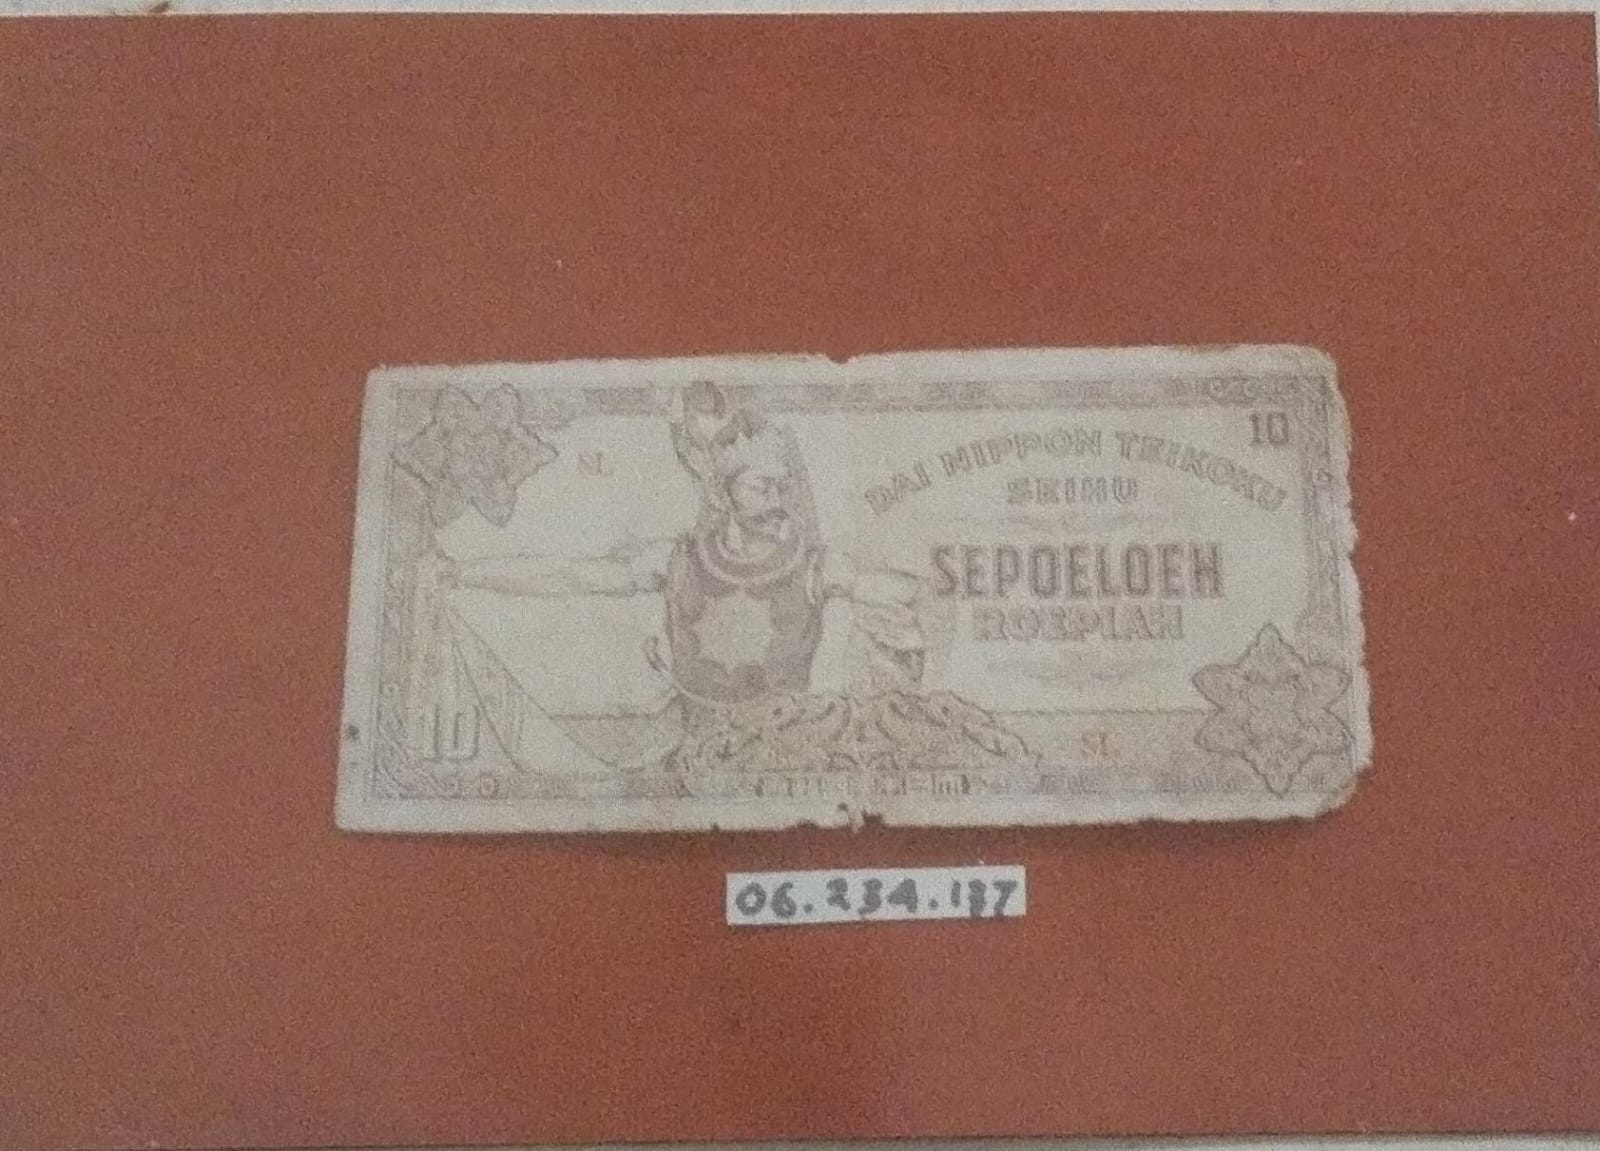 10
DAI NIPPON TEIKOKU
SL
SEIHU
SEPOELOEH
ROEPIAH
10
SL
06.234.137